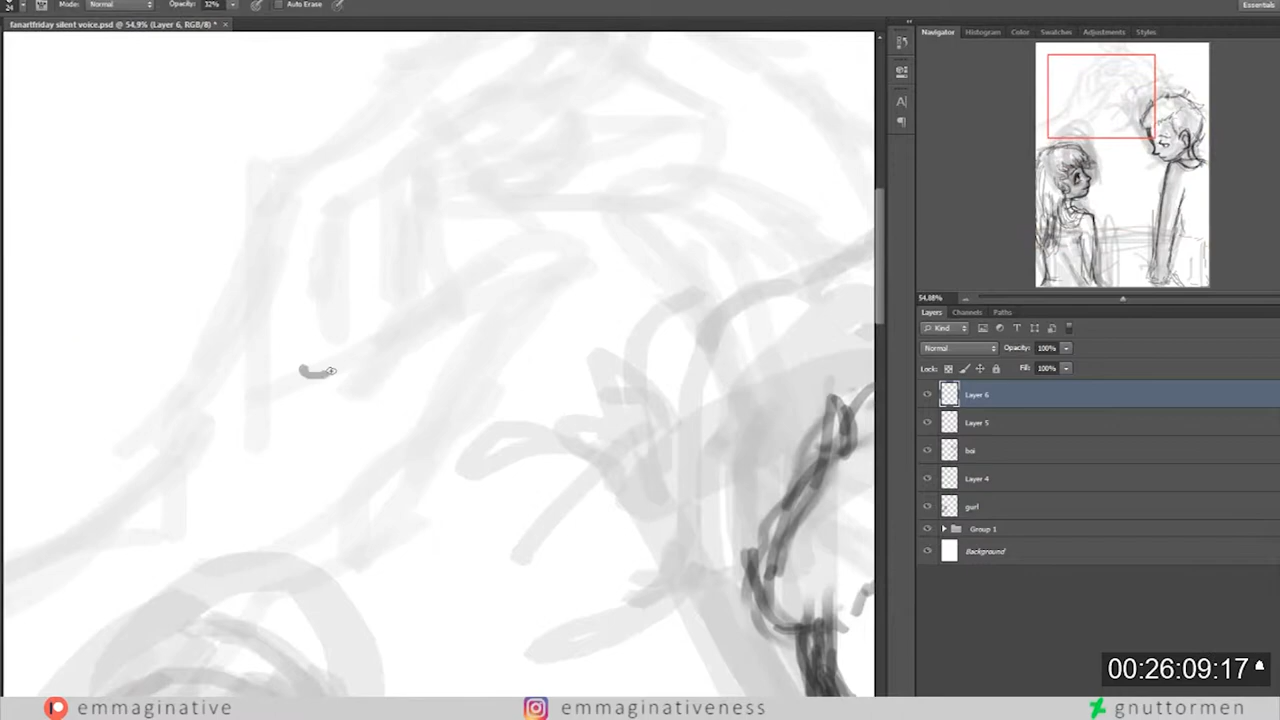 24 Mode: Normal Opacity: 32% Auto Erase Essentials
fanartfriday silent voice.psd @ 54,9% (Layer 6, RGB/8) * ×
Navigator Histogram Color Swatches Adjustments Styles
54.88%
Layers Channels Paths
Kind
Normal Opacity: 100%
Lock: Fill: 100%
Layer 6
Layer 5
boi
Layer 4
gurl
Group 1
Background
00:26:09:17
emmaginative emmaginativeness gnuttormen